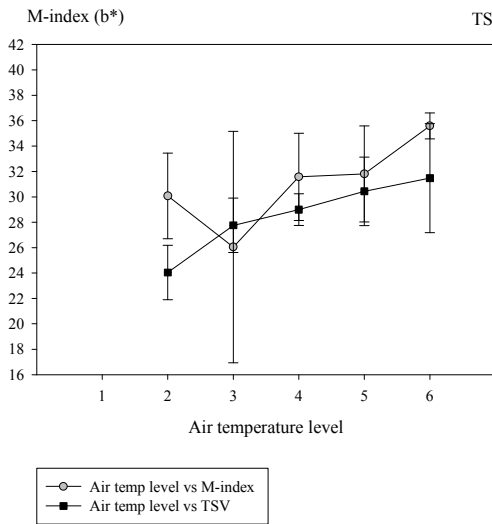 M-index (b*)
TS
42
40
38
36
34
32
30
28
26
24
22
20
18
16
1 2 3 4 5 6
Air temperature level
Air temp level vs M-index
Air temp level vs TSV